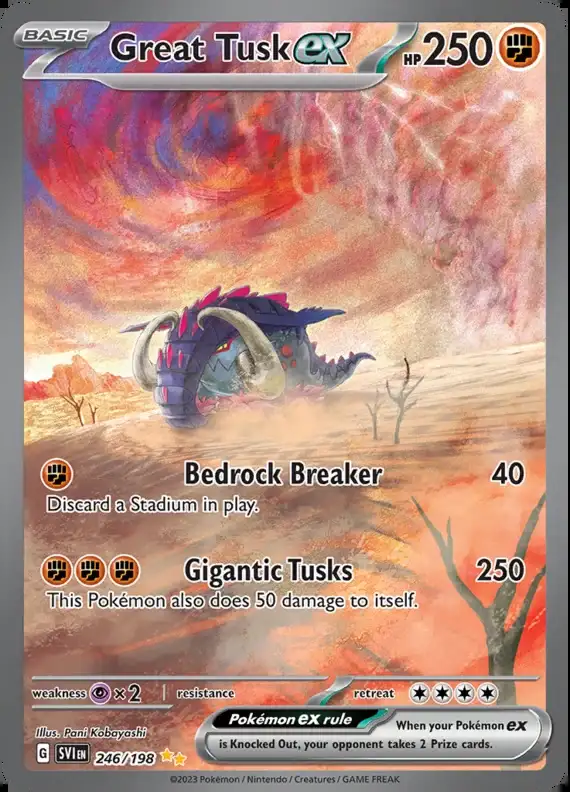 BASIC
Great Tusk ex HP 250
Bedrock Breaker 40
Discard a Stadium in play.
Gigantic Tusks 250
This Pokémon also does 50 damage to itself.
weakness ×2 resistance retreat
Illus. Pani Kobayashi
Pokémon ex rule When your Pokémon ex
is Knocked Out, your opponent takes 2 Prize cards.
G SVI EN 246/198
©2023 Pokémon / Nintendo / Creatures / GAME FREAK